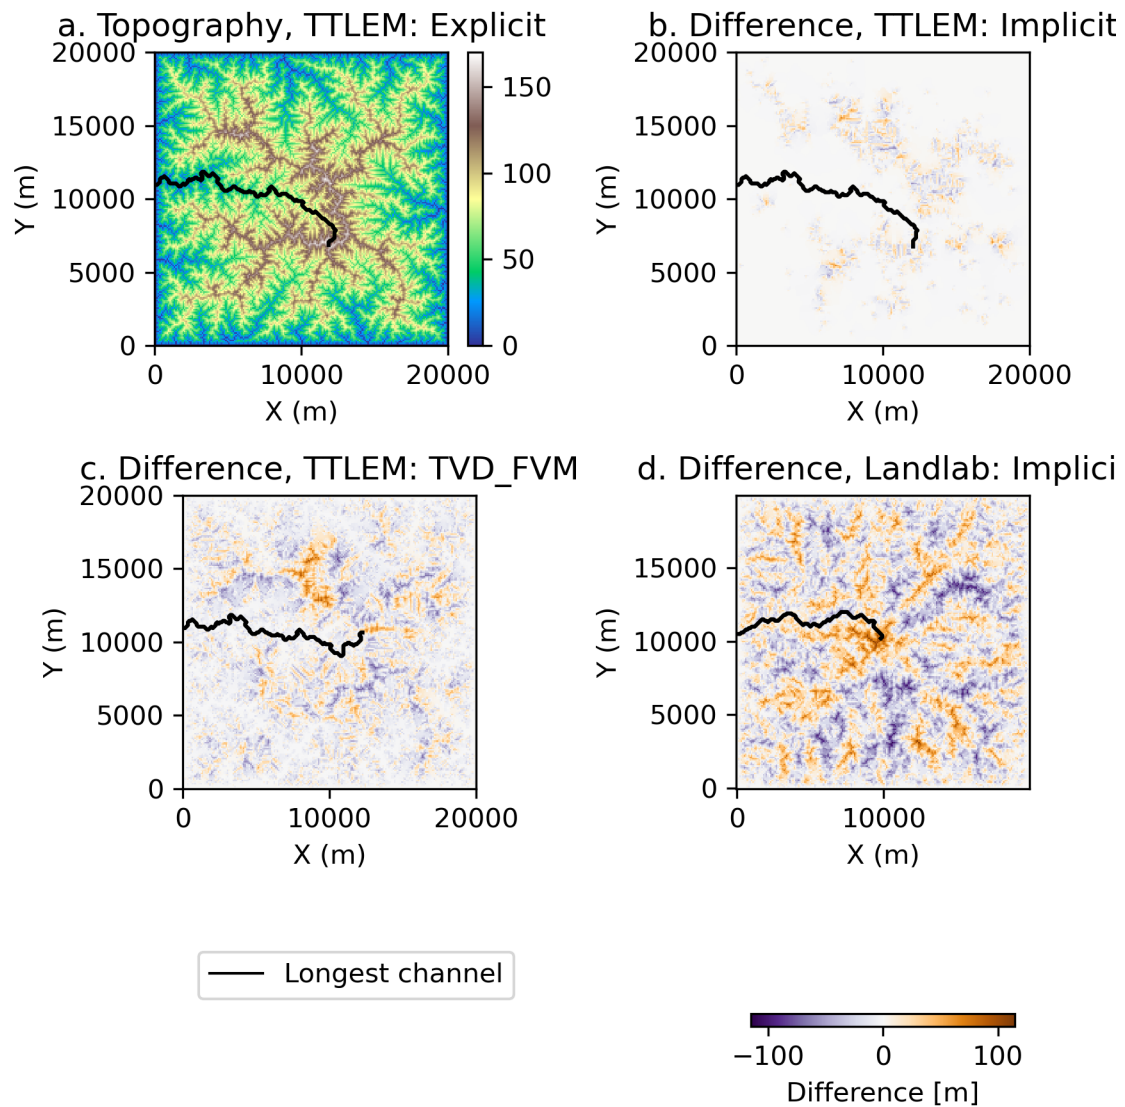 a. Topography, TTLEM: Explicit
20000
15000
10000
5000
0
Y (m)
0 10000 20000
X (m)
150
100
50
0
b. Difference, TTLEM: Implicit
20000
15000
10000
5000
0
Y (m)
0 10000 20000
X (m)
c. Difference, TTLEM: TVD_FVM
20000
15000
10000
5000
0
Y (m)
0 10000 20000
X (m)
d. Difference, Landlab: Implici
15000
10000
5000
0
Y (m)
0 10000
X (m)
Longest channel
−100 0 100
Difference [m]